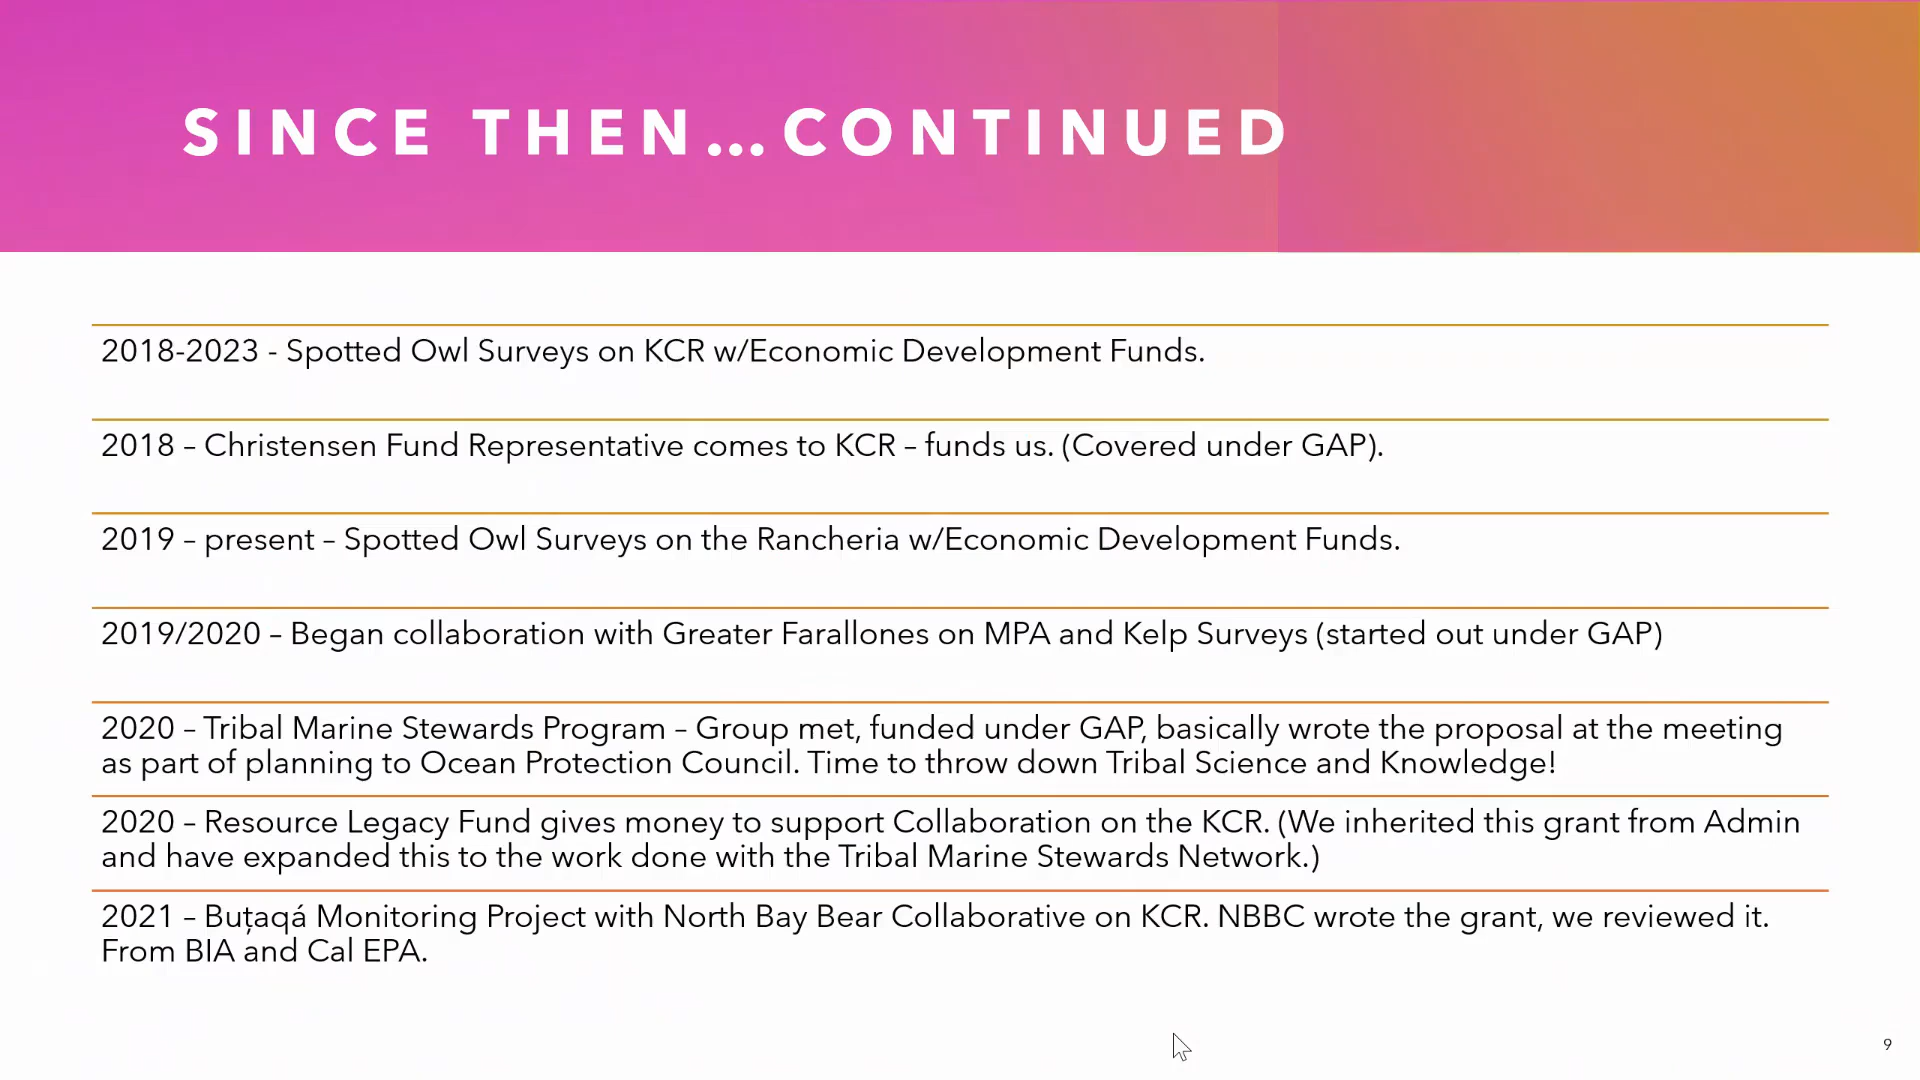 SINCE THEN…CONTINUED
2018-2023 - Spotted Owl Surveys on KCR w/Economic Development Funds.
2018 – Christensen Fund Representative comes to KCR – funds us. (Covered under GAP).
2019 – present – Spotted Owl Surveys on the Rancheria w/Economic Development Funds.
2019/2020 – Began collaboration with Greater Farallones on MPA and Kelp Surveys (started out under GAP)
2020 – Tribal Marine Stewards Program – Group met, funded under GAP, basically wrote the proposal at the meeting
as part of planning to Ocean Protection Council. Time to throw down Tribal Science and Knowledge!
2020 – Resource Legacy Fund gives money to support Collaboration on the KCR. (We inherited this grant from Admin
and have expanded this to the work done with the Tribal Marine Stewards Network.)
2021 – Buṭaqá Monitoring Project with North Bay Bear Collaborative on KCR. NBBC wrote the grant, we reviewed it.
From BIA and Cal EPA.
9